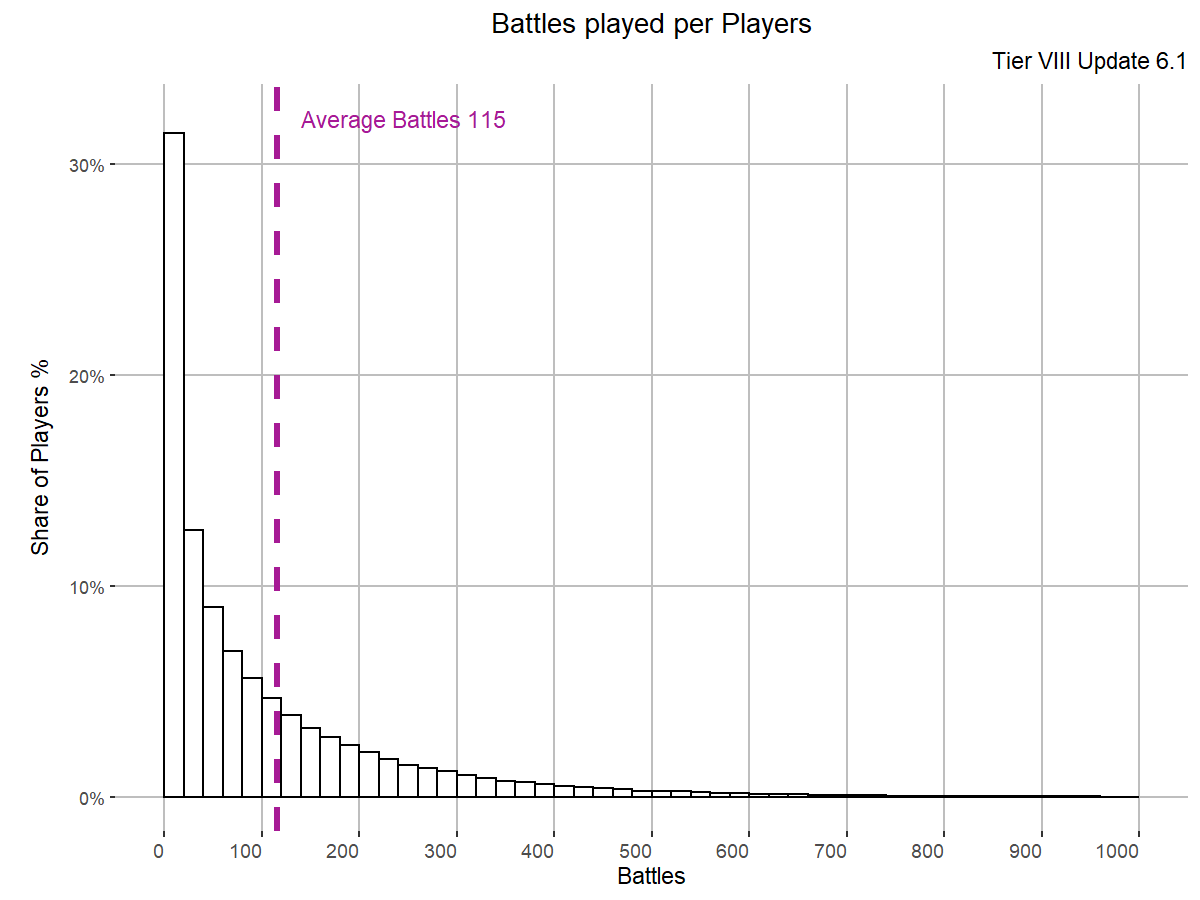 Battles played per Players
Tier VIII Update 6.1
Average Battles 115
30%
20%
10%
0%
Share of Players %
0 100 200 300 400 500 600 700 800 900 1000
Battles